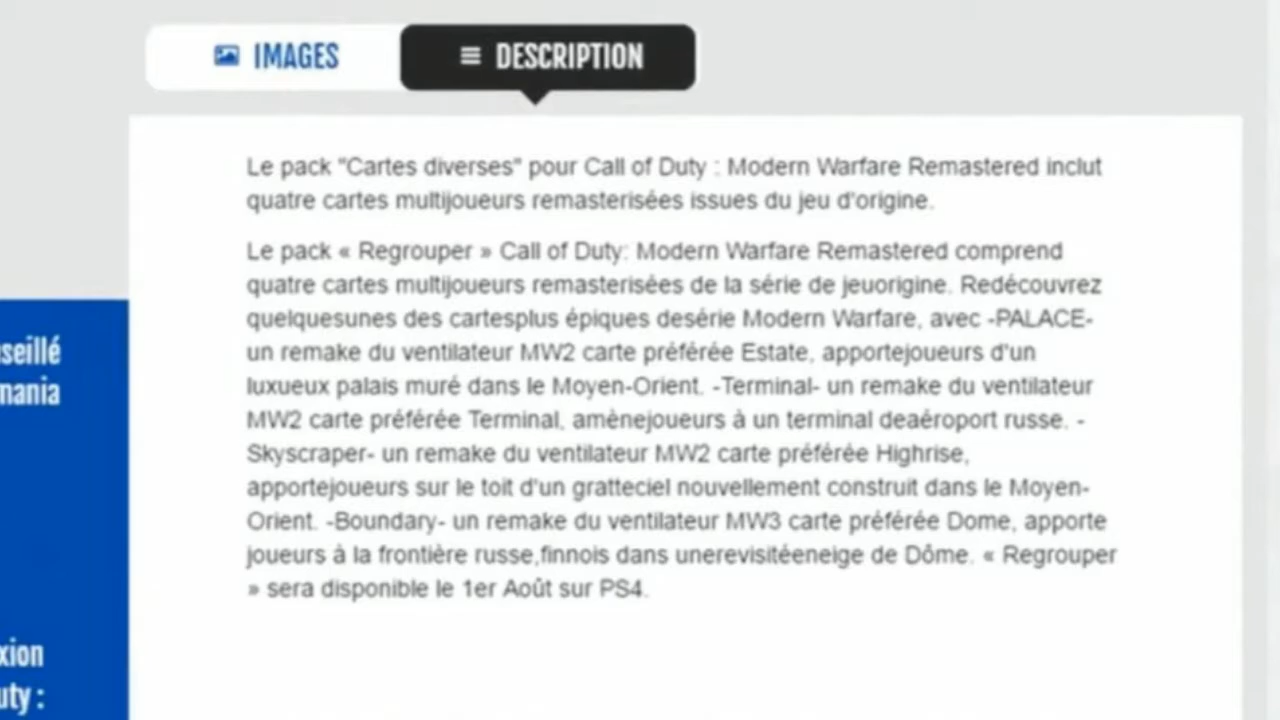 IMAGES
DESCRIPTION
Le pack "Cartes diverses" pour Call of Duty : Modern Warfare Remastered inclut
quatre cartes multijoueurs remasterisées issues du jeu d'origine.
Le pack « Regrouper » Call of Duty: Modern Warfare Remastered comprend
quatre cartes multijoueurs remasterisées de la série de jeuorigine. Redécouvrez
quelquesunes des cartesplus épiques desérie Modern Warfare, avec -PALACE-
un remake du ventilateur MW2 carte préférée Estate, apportejoueurs d'un
luxueux palais muré dans le Moyen-Orient. -Terminal- un remake du ventilateur
MW2 carte préférée Terminal, amènejoueurs à un terminal deaéroport russe. -
Skyscraper- un remake du ventilateur MW2 carte préférée Highrise,
apportejoueurs sur le toit d'un gratteciel nouvellement construit dans le Moyen-
Orient. -Boundary- un remake du ventilateur MW3 carte préférée Dome, apporte
joueurs à la frontière russe,finnois dans unerevisitéeneige de Dôme. « Regrouper
» sera disponible le 1er Août sur PS4.
seillé
mania
xion
uty :